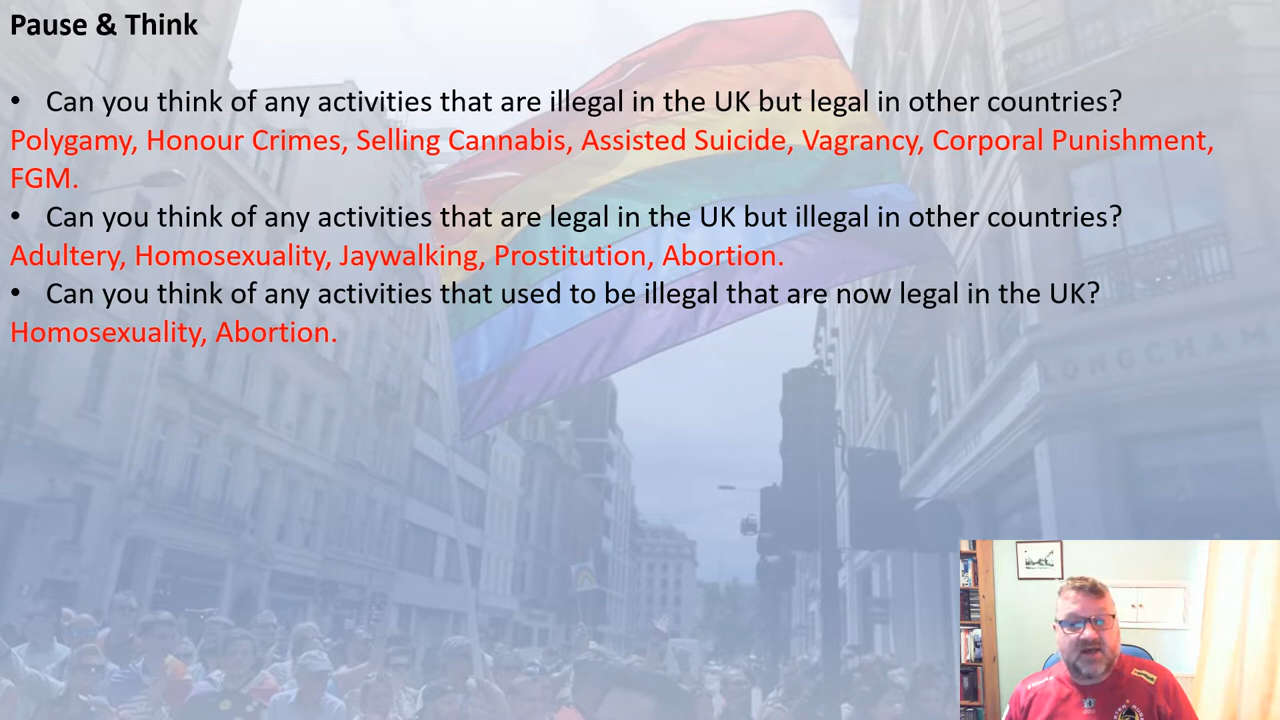 Pause & Think
• Can you think of any activities that are illegal in the UK but legal in other countries?
Polygamy, Honour Crimes, Selling Cannabis, Assisted Suicide, Vagrancy, Corporal Punishment,
FGM.
• Can you think of any activities that are legal in the UK but illegal in other countries?
Adultery, Homosexuality, Jaywalking, Prostitution, Abortion.
• Can you think of any activities that used to be illegal that are now legal in the UK?
Homosexuality, Abortion.
LONGCHAM